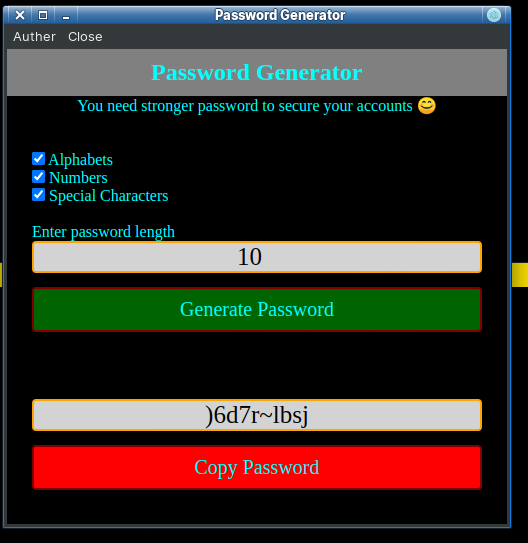 Password Generator
Auther Close
Password Generator
You need stronger password to secure your accounts 😊
Alphabets
Numbers
Special Characters
Enter password length
10
Generate Password
)6d7r~lbsj
Copy Password